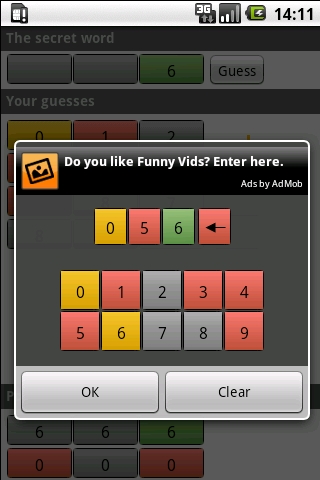 3G 14:11
The secret word
6 Guess
Your guesses
0 1 2
Do you like Funny Vids? Enter here.
Ads by AdMob
0 5 6
0 1 2 3 4
5 6 7 8 9
OK Clear
P
6 6 6
0 0 0